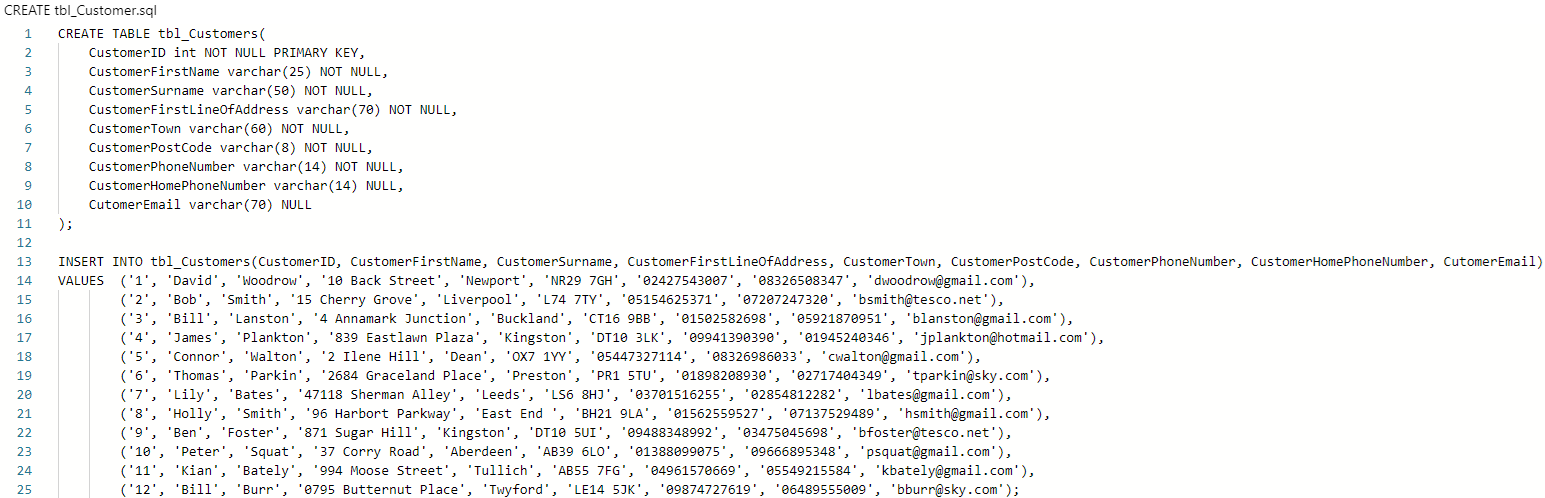 CREATE tbl_Customer.sql
1 CREATE TABLE tbl_Customers(
2 CustomerID int NOT NULL PRIMARY KEY,
3 CustomerFirstName varchar(25) NOT NULL,
4 CustomerSurname varchar(50) NOT NULL,
5 CustomerFirstLineOfAddress varchar(70) NOT NULL,
6 CustomerTown varchar(60) NOT NULL,
7 CustomerPostCode varchar(8) NOT NULL,
8 CustomerPhoneNumber varchar(14) NOT NULL,
9 CustomerHomePhoneNumber varchar(14) NULL,
10 CutomerEmail varchar(70) NULL
11 );
12
13 INSERT INTO tbl_Customers(CustomerID, CustomerFirstName, CustomerSurname, CustomerFirstLineOfAddress, CustomerTown, CustomerPostCode, CustomerPhoneNumber, CustomerHomePhoneNumber, CutomerEmail)
14 VALUES ('1', 'David', 'Woodrow', '10 Back Street', 'Newport', 'NR29 7GH', '02427543007', '08326508347', 'dwoodrow@gmail.com'),
15 ('2', 'Bob', 'Smith', '15 Cherry Grove', 'Liverpool', 'L74 7TY', '05154625371', '07207247320', 'bsmith@tesco.net'),
16 ('3', 'Bill', 'Lanston', '4 Annamark Junction', 'Buckland', 'CT16 9BB', '01502582698', '05921870951', 'blanston@gmail.com'),
17 ('4', 'James', 'Plankton', '839 Eastlawn Plaza', 'Kingston', 'DT10 3LK', '09941390390', '01945240346', 'jplankton@hotmail.com'),
18 ('5', 'Connor', 'Walton', '2 Ilene Hill', 'Dean', 'OX7 1YY', '05447327114', '08326986033', 'cwalton@gmail.com'),
19 ('6', 'Thomas', 'Parkin', '2684 Graceland Place', 'Preston', 'PR1 5TU', '01898208930', '02717404349', 'tparkin@sky.com'),
20 ('7', 'Lily', 'Bates', '47118 Sherman Alley', 'Leeds', 'LS6 8HJ', '03701516255', '02854812282', 'lbates@gmail.com'),
21 ('8', 'Holly', 'Smith', '96 Harbort Parkway', 'East End ', 'BH21 9LA', '01562559527', '07137529489', 'hsmith@gmail.com'),
22 ('9', 'Ben', 'Foster', '871 Sugar Hill', 'Kingston', 'DT10 5UI', '09488348992', '03475045698', 'bfoster@tesco.net'),
23 ('10', 'Peter', 'Squat', '37 Corry Road', 'Aberdeen', 'AB39 6LO', '01388099075', '09666895348', 'psquat@gmail.com'),
24 ('11', 'Kian', 'Bately', '994 Moose Street', 'Tullich', 'AB55 7FG', '04961570669', '05549215584', 'kbately@gmail.com'),
25 ('12', 'Bill', 'Burr', '0795 Butternut Place', 'Twyford', 'LE14 5JK', '09874727619', '06489555009', 'bburr@sky.com');